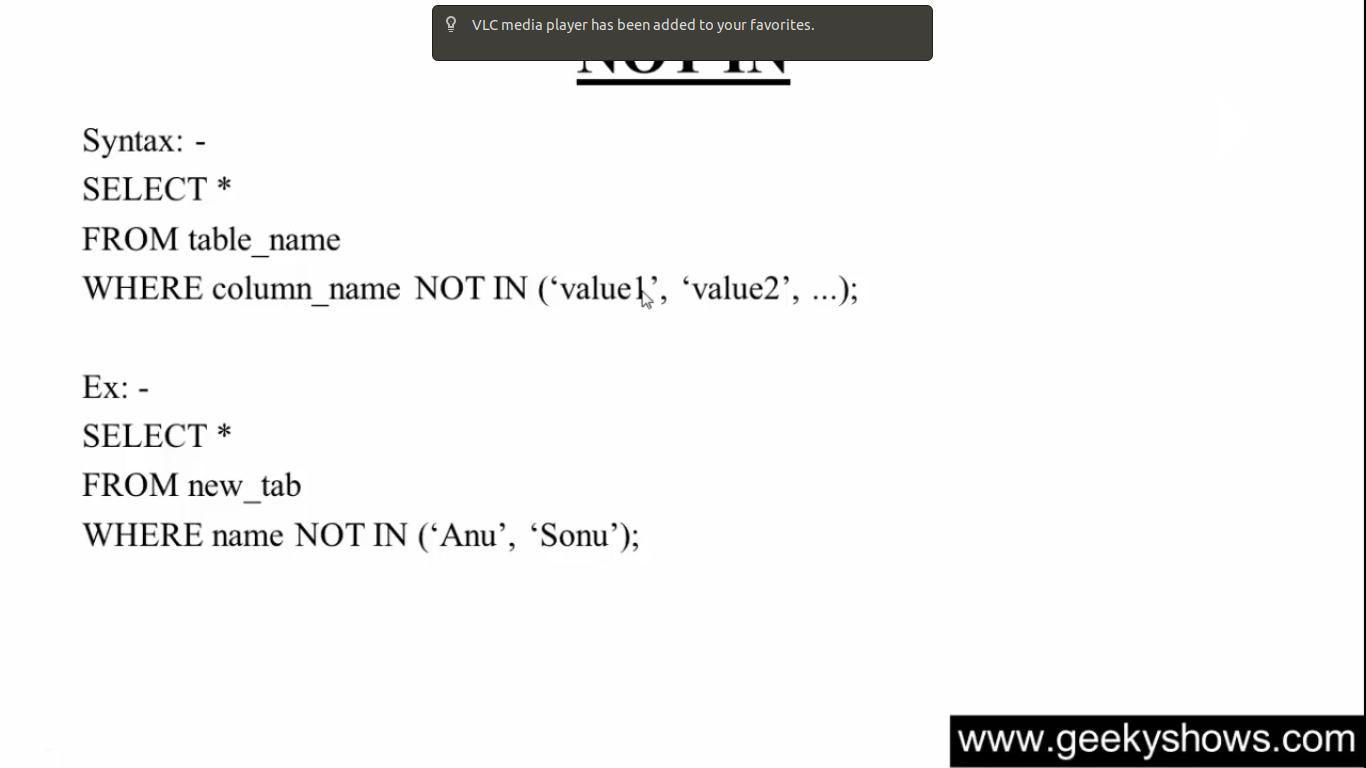 VLC media player has been added to your favorites.
NOT IN
Syntax: -
SELECT *
FROM table_name
WHERE column_name NOT IN (‘value1’, ‘value2’, ...);
Ex: -
SELECT *
FROM new_tab
WHERE name NOT IN (‘Anu’, ‘Sonu’);
www.geekyshows.com